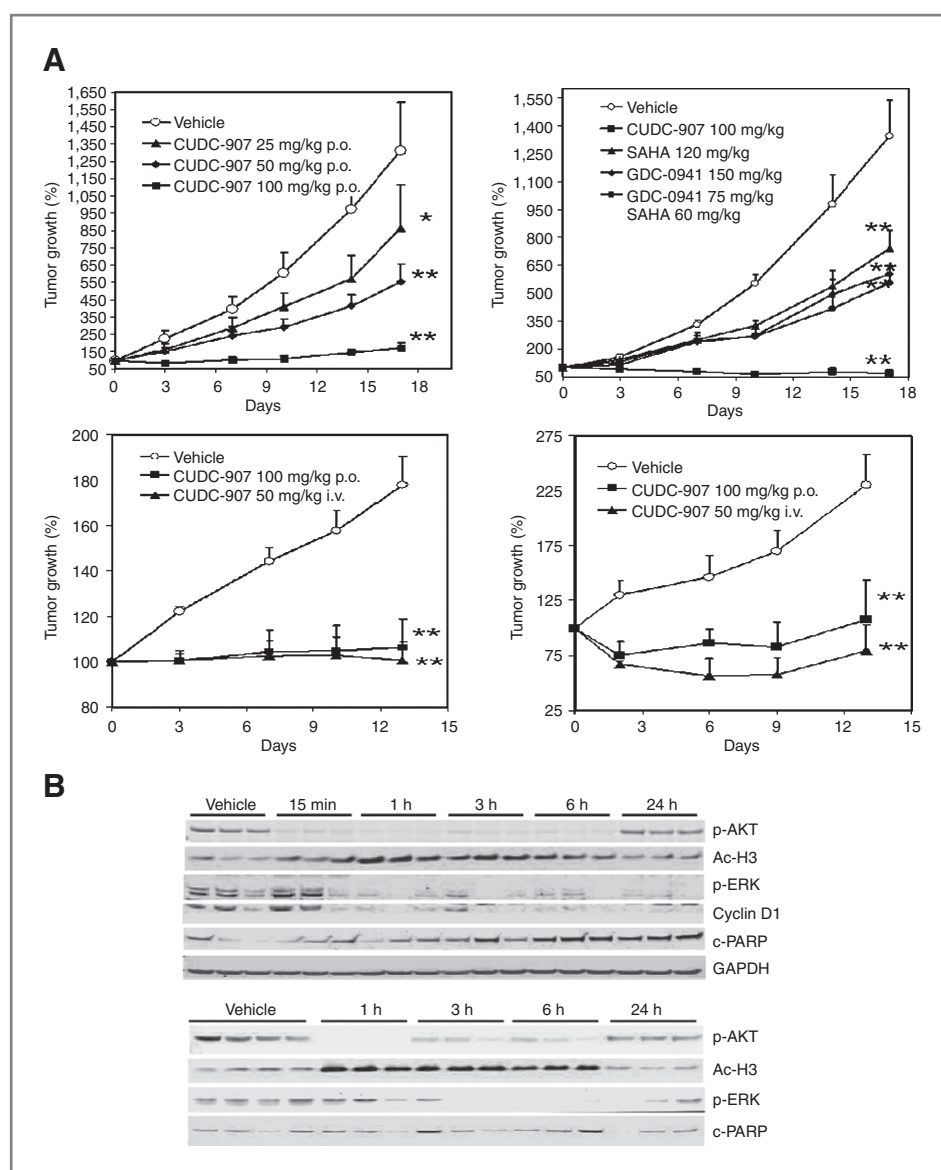 A
1,650
1,550
1,450
1,350
1,250
1,150
1,050
950
850
750
650
550
450
350
250
150
50
Tumor growth (%)
Vehicle
CUDC-907 25 mg/kg p.o.
CUDC-907 50 mg/kg p.o.
CUDC-907 100 mg/kg p.o.
*
**
**
0 3 6 9 12 15 18
Days
1,550
1,400
1,250
1,100
950
800
650
500
350
200
50
Tumor growth (%)
Vehicle
CUDC-907 100 mg/kg
SAHA 120 mg/kg
GDC-0941 150 mg/kg
GDC-0941 75 mg/kg
SAHA 60 mg/kg
**
**
**
**
0 3 6 9 12 15 18
Days
200
180
160
140
120
100
80
Tumor growth (%)
Vehicle
CUDC-907 100 mg/kg p.o.
CUDC-907 50 mg/kg i.v.
**
**
0 3 6 9 12 15
Days
275
225
175
125
75
25
Tumor growth (%)
Vehicle
CUDC-907 100 mg/kg p.o.
CUDC-907 50 mg/kg i.v.
**
**
0 3 6 9 12 15
Days
B
Vehicle 15 min 1 h 3 h 6 h 24 h
p-AKT
Ac-H3
p-ERK
Cyclin D1
c-PARP
GAPDH
Vehicle 1 h 3 h 6 h 24 h
p-AKT
Ac-H3
p-ERK
c-PARP